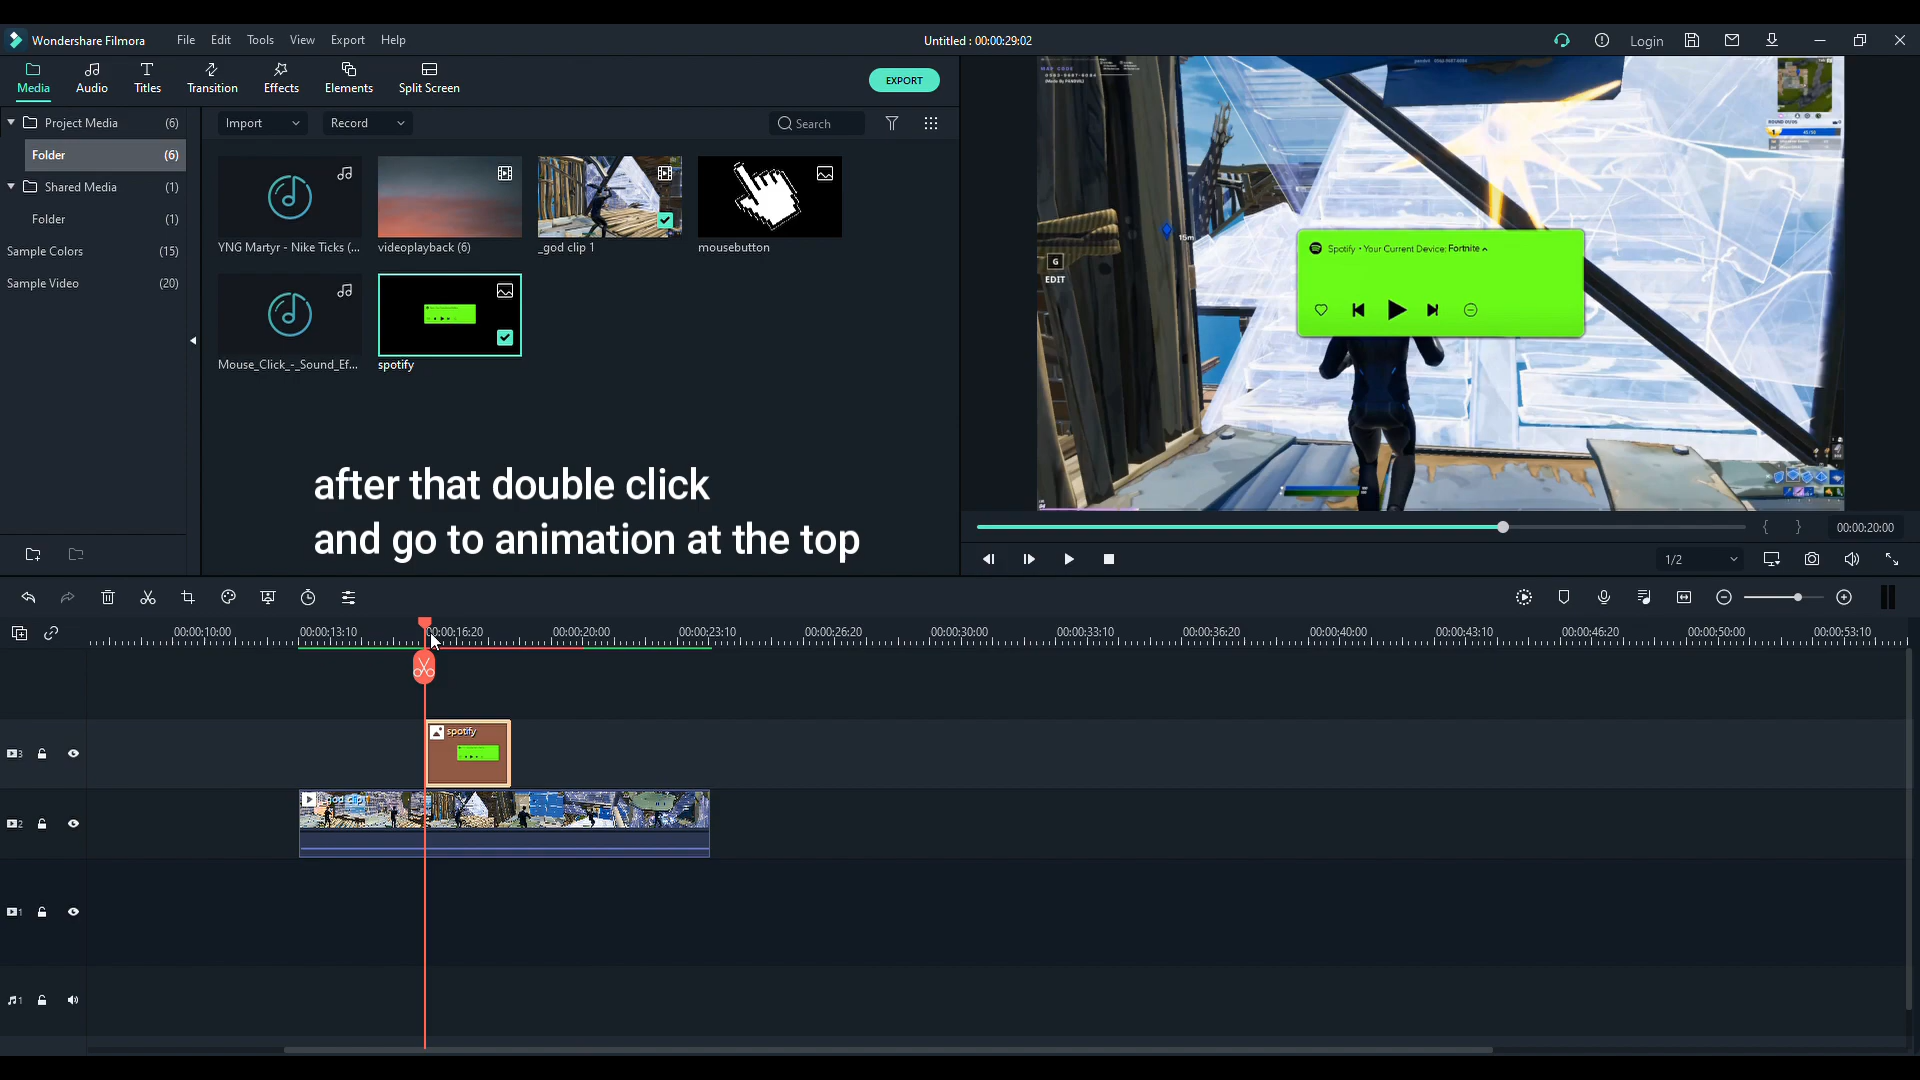 Wondershare Filmora
File Edit Tools View Export Help
Untitled : 00:00:29:02
Login
Media Audio Titles Transition Effects Elements Split Screen
EXPORT
Project Media (6)
Folder (6)
Shared Media (1)
Folder (1)
Sample Colors (15)
Sample Video (20)
Import Record Search
YNG Martyr - Nike Ticks (... videoplayback (6) _god clip 1 mousebutton
Mouse_Click_-_Sound_Ef... spotify
after that double click
and go to animation at the top
15m
G
EDIT
Spotify • Your Current Device: Fortnite
00:00:20:00
1/2
00:00:10:00 00:00:13:10 00:00:16:20 00:00:20:00 00:00:23:10 00:00:26:20 00:00:30:00 00:00:33:10 00:00:36:20 00:00:40:00 00:00:43:10 00:00:46:20 00:00:50:00 00:00:53:10
spotify
3
2
1
1